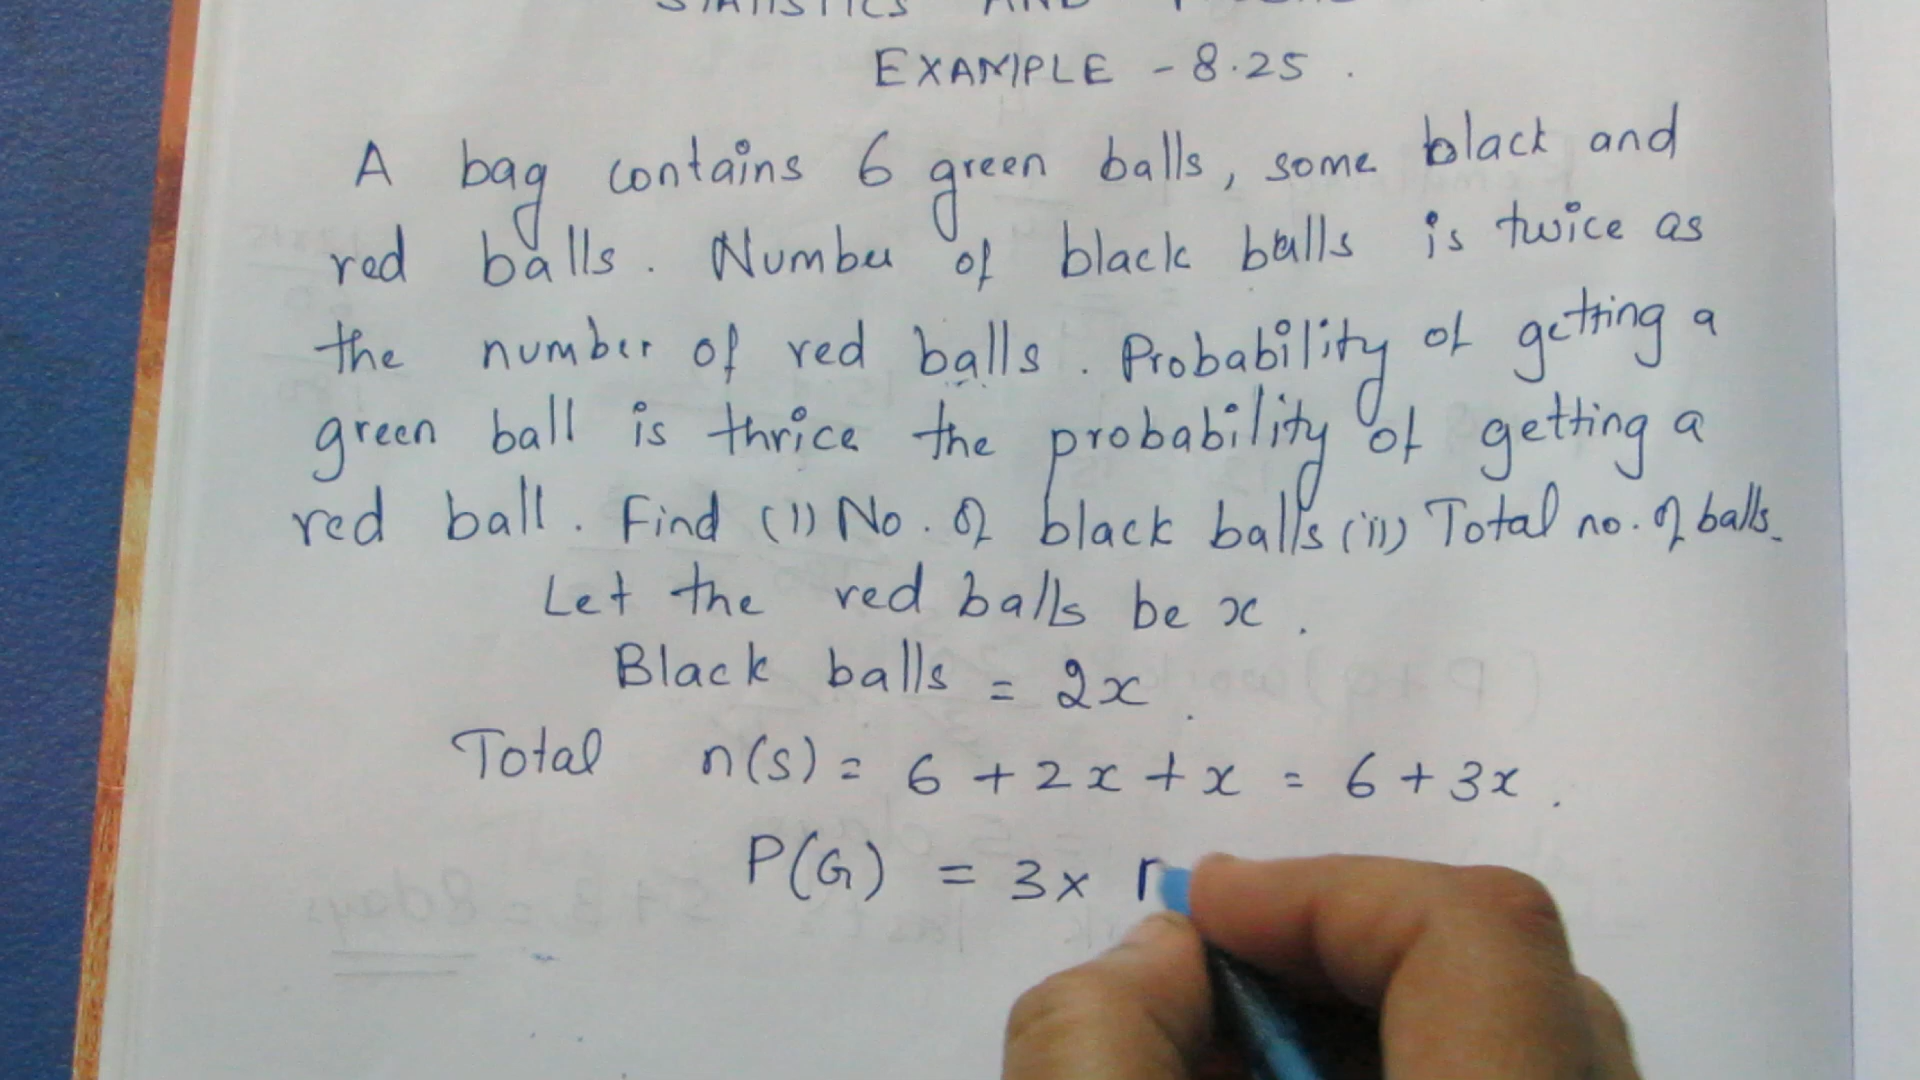 STATISTICS AND
EXAMPLE - 8.25.
A bag contains 6 green balls, some black and
red balls. Number of black balls is twice as
the number of red balls. Probability of getting a
green ball is thrice the probability of getting a
red ball. Find (i) No. of black balls (ii) Total no. of balls.
Let the red balls be x.
Black balls = 2x.
Total n(s) = 6 + 2x + x = 6 + 3x.
P(G) = 3x